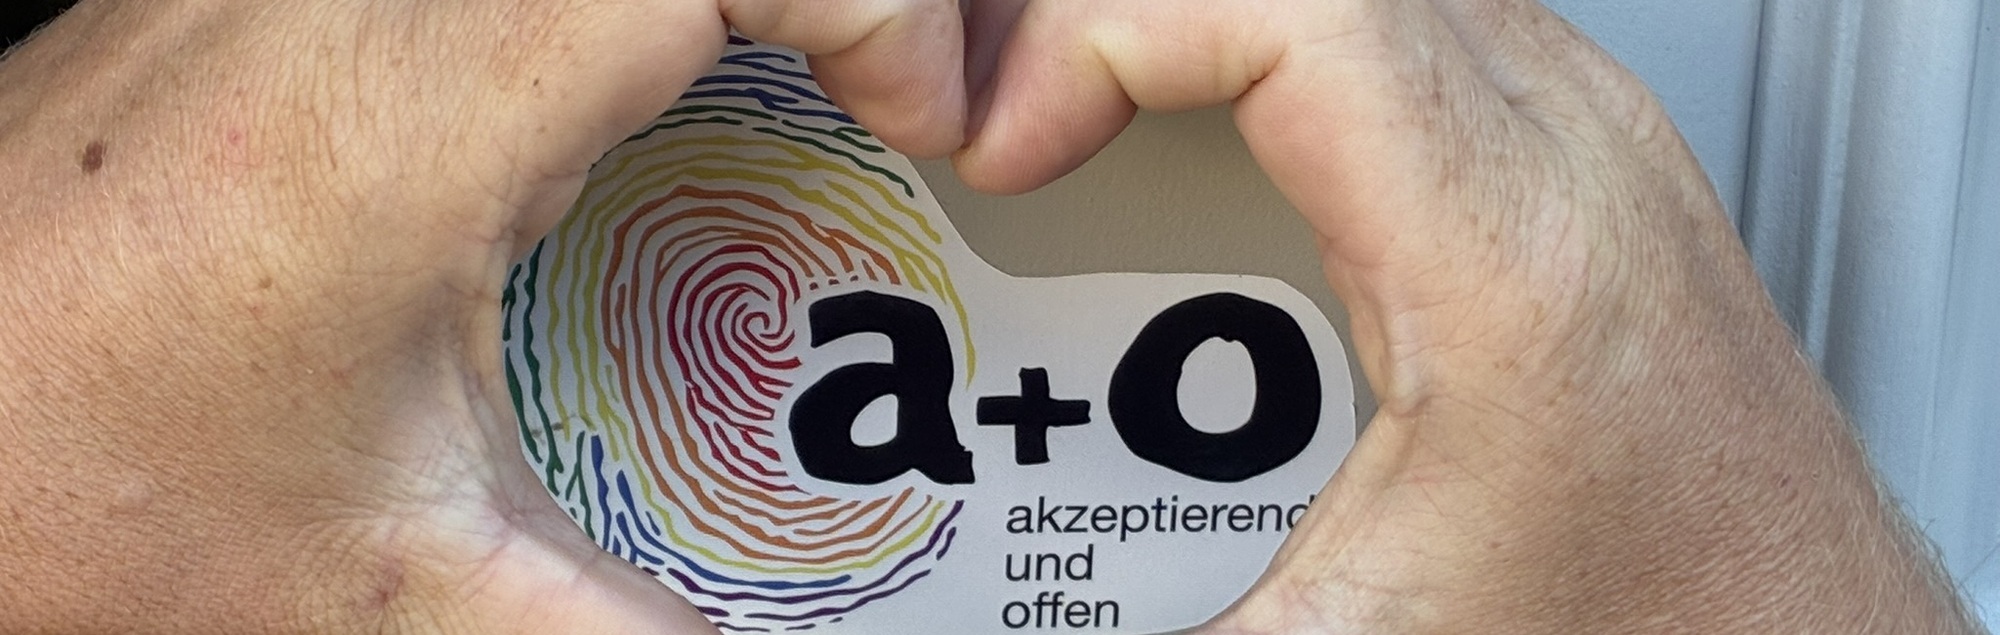 a+o
akzeptierend
und
offen